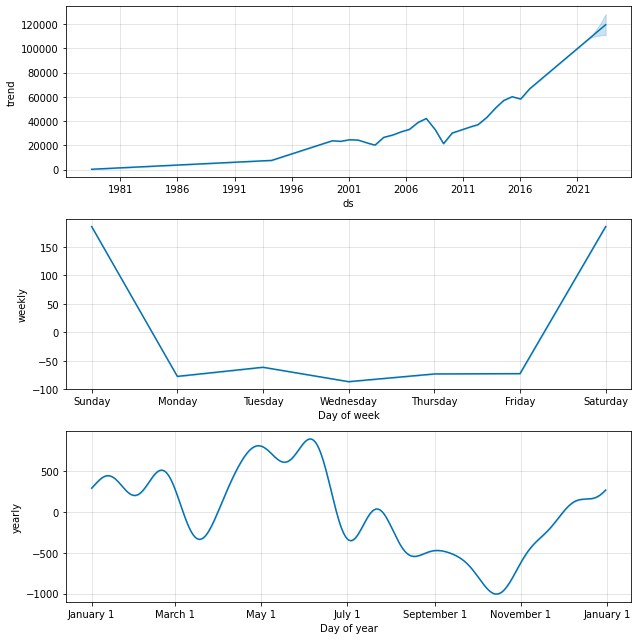 120000
100000
80000
60000
40000
20000
0
trend
1981 1986 1991 1996 2001 2006 2011 2016 2021
ds
150
100
50
0
−50
−100
weekly
Sunday Monday Tuesday Wednesday Thursday Friday Saturday
Day of week
500
0
−500
−1000
yearly
January 1 March 1 May 1 July 1 September 1 November 1 January 1
Day of year